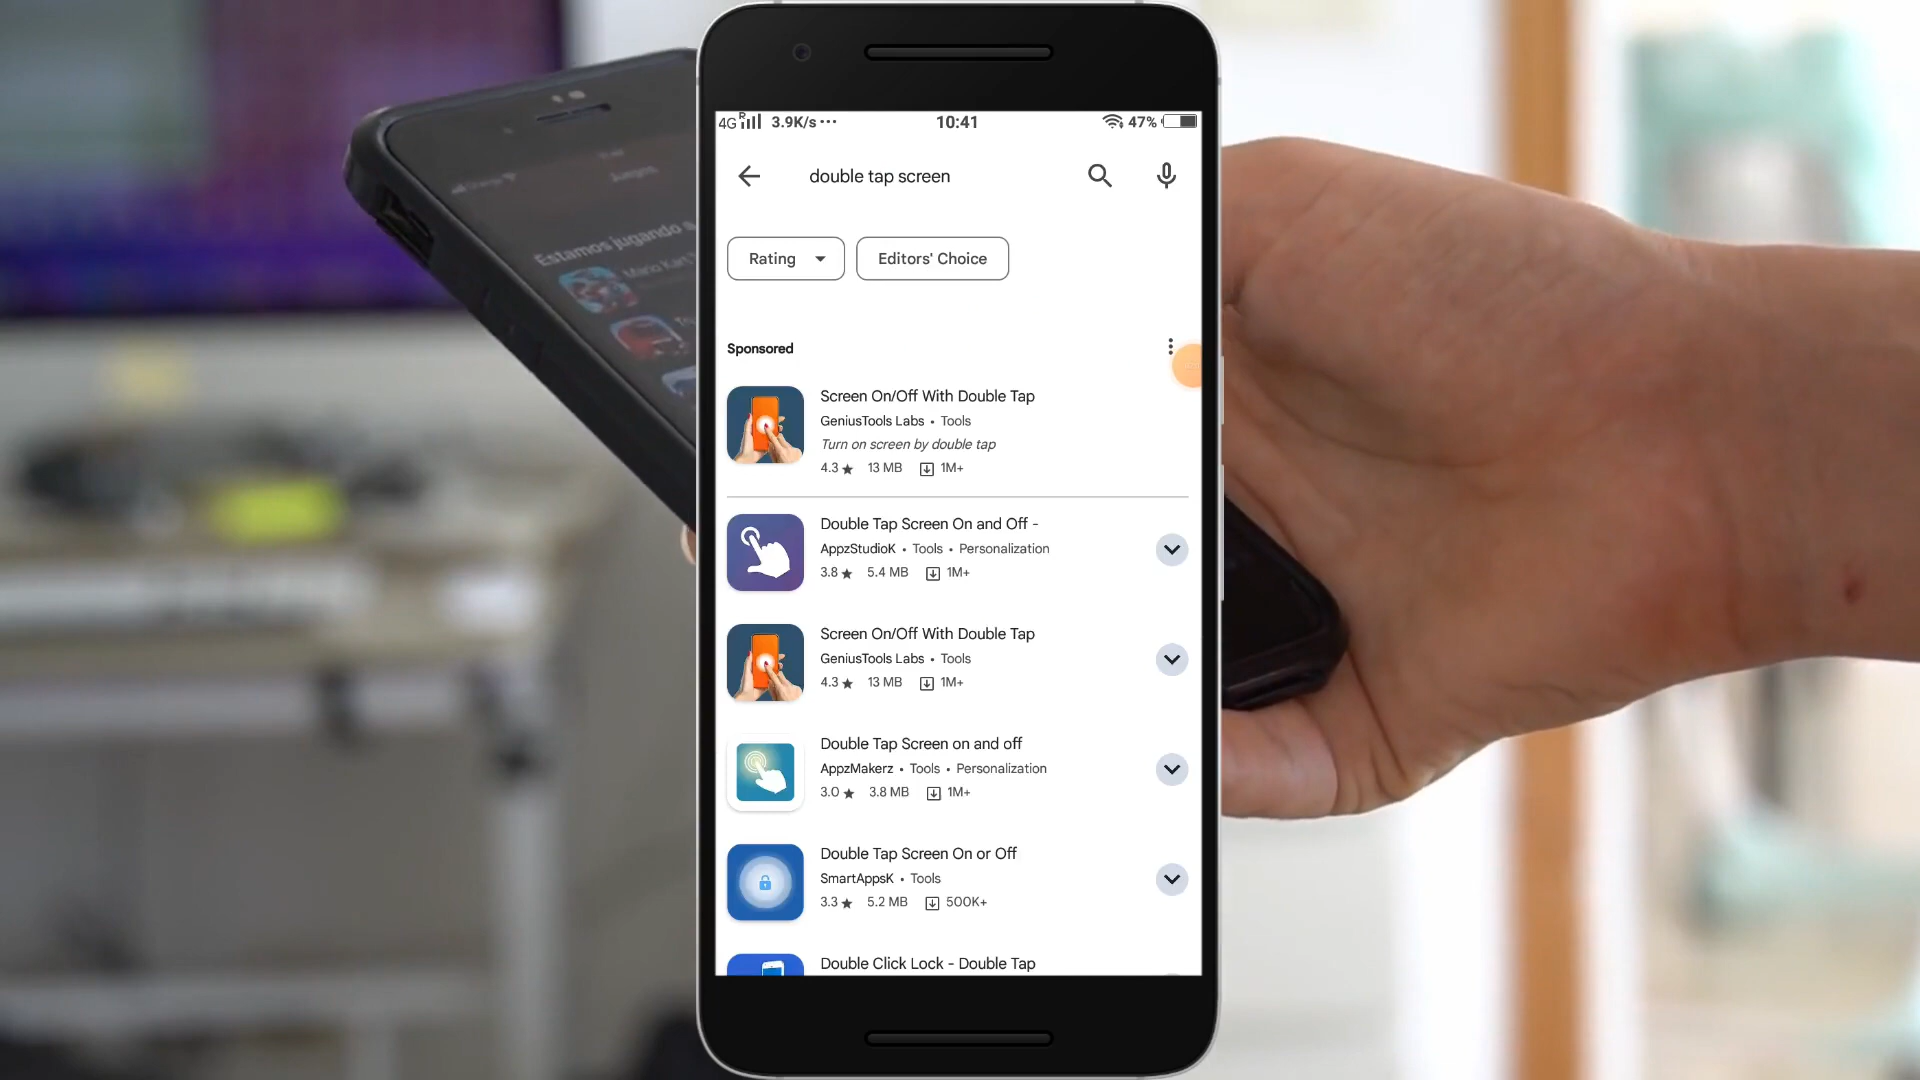 4G R 3.9K/s ··· 10:41 47%
double tap screen
Rating Editors' Choice
Sponsored
Screen On/Off With Double Tap
GeniusTools Labs • Tools
Turn on screen by double tap
4.3★ 13 MB 1M+
Double Tap Screen On and Off -
AppzStudioK • Tools • Personalization
3.8★ 5.4 MB 1M+
Screen On/Off With Double Tap
GeniusTools Labs • Tools
4.3★ 13 MB 1M+
Double Tap Screen on and off
AppzMakerz • Tools • Personalization
3.0★ 3.8 MB 1M+
Double Tap Screen On or Off
SmartAppsK • Tools
3.3★ 5.2 MB 500K+
Double Click Lock - Double Tap
Juegos
Estamos jugando a
Mario Kart